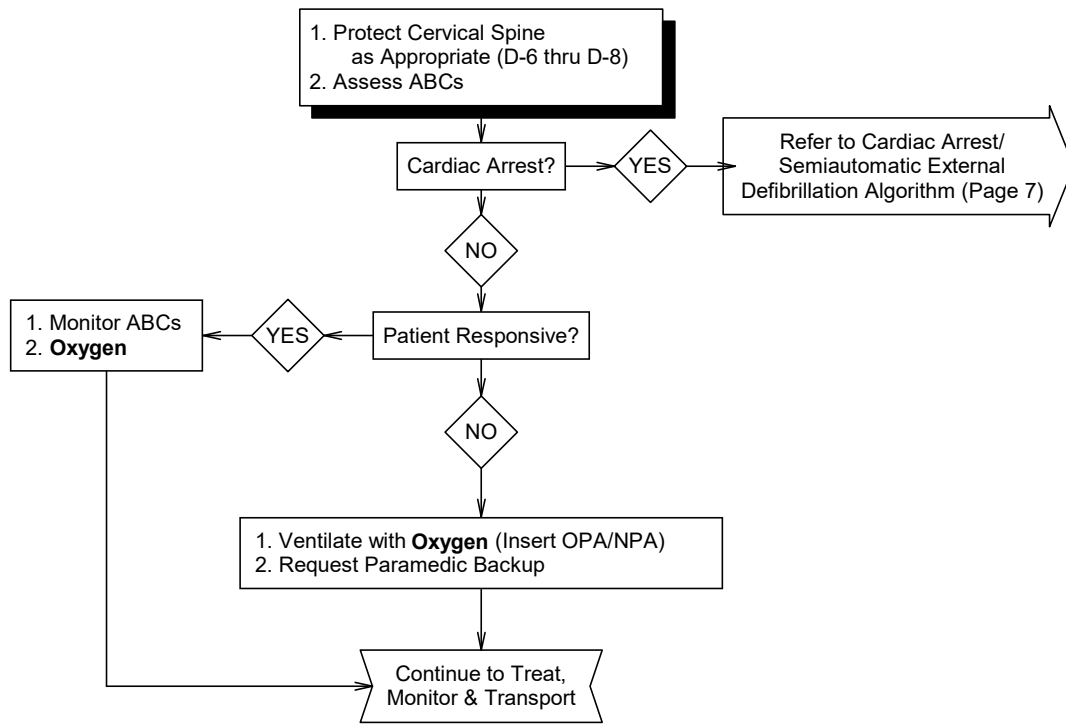 1. Protect Cervical Spine
as Appropriate (D-6 thru D-8)
2. Assess ABCs
Cardiac Arrest?
YES
Refer to Cardiac Arrest/
Semiautomatic External
Defibrillation Algorithm (Page 7)
NO
1. Monitor ABCs
2. Oxygen
YES
Patient Responsive?
NO
1. Ventilate with Oxygen (Insert OPA/NPA)
2. Request Paramedic Backup
Continue to Treat,
Monitor & Transport